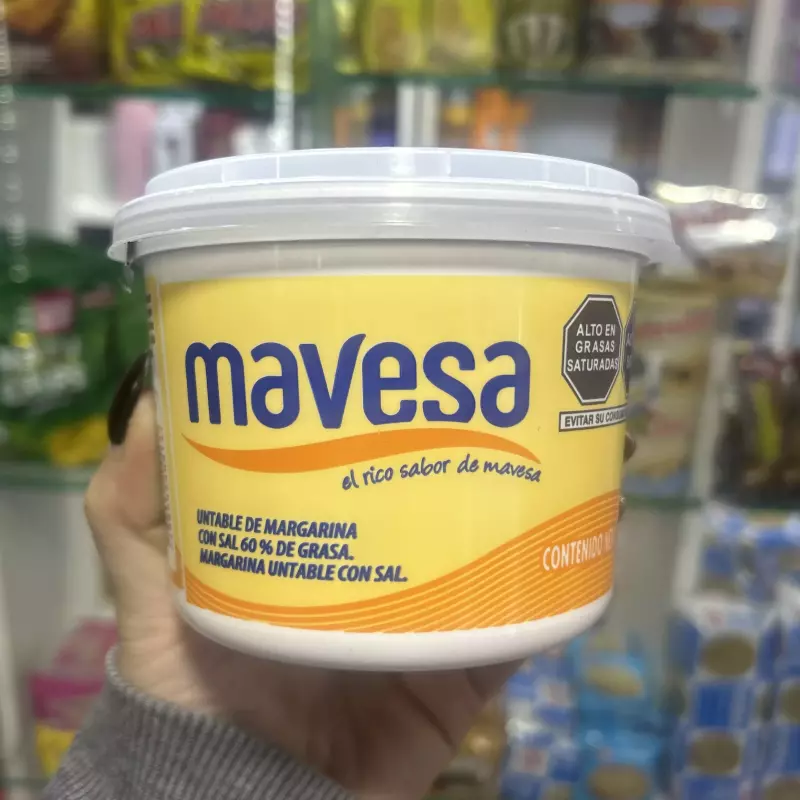 mavesa
el rico sabor de mavesa
UNTABLE DE MARGARINA
CON SAL 60 % DE GRASA.
MARGARINA UNTABLE CON SAL.
CONTENIDO
ALTO EN
GRASAS
SATURADAS
EVITAR SU